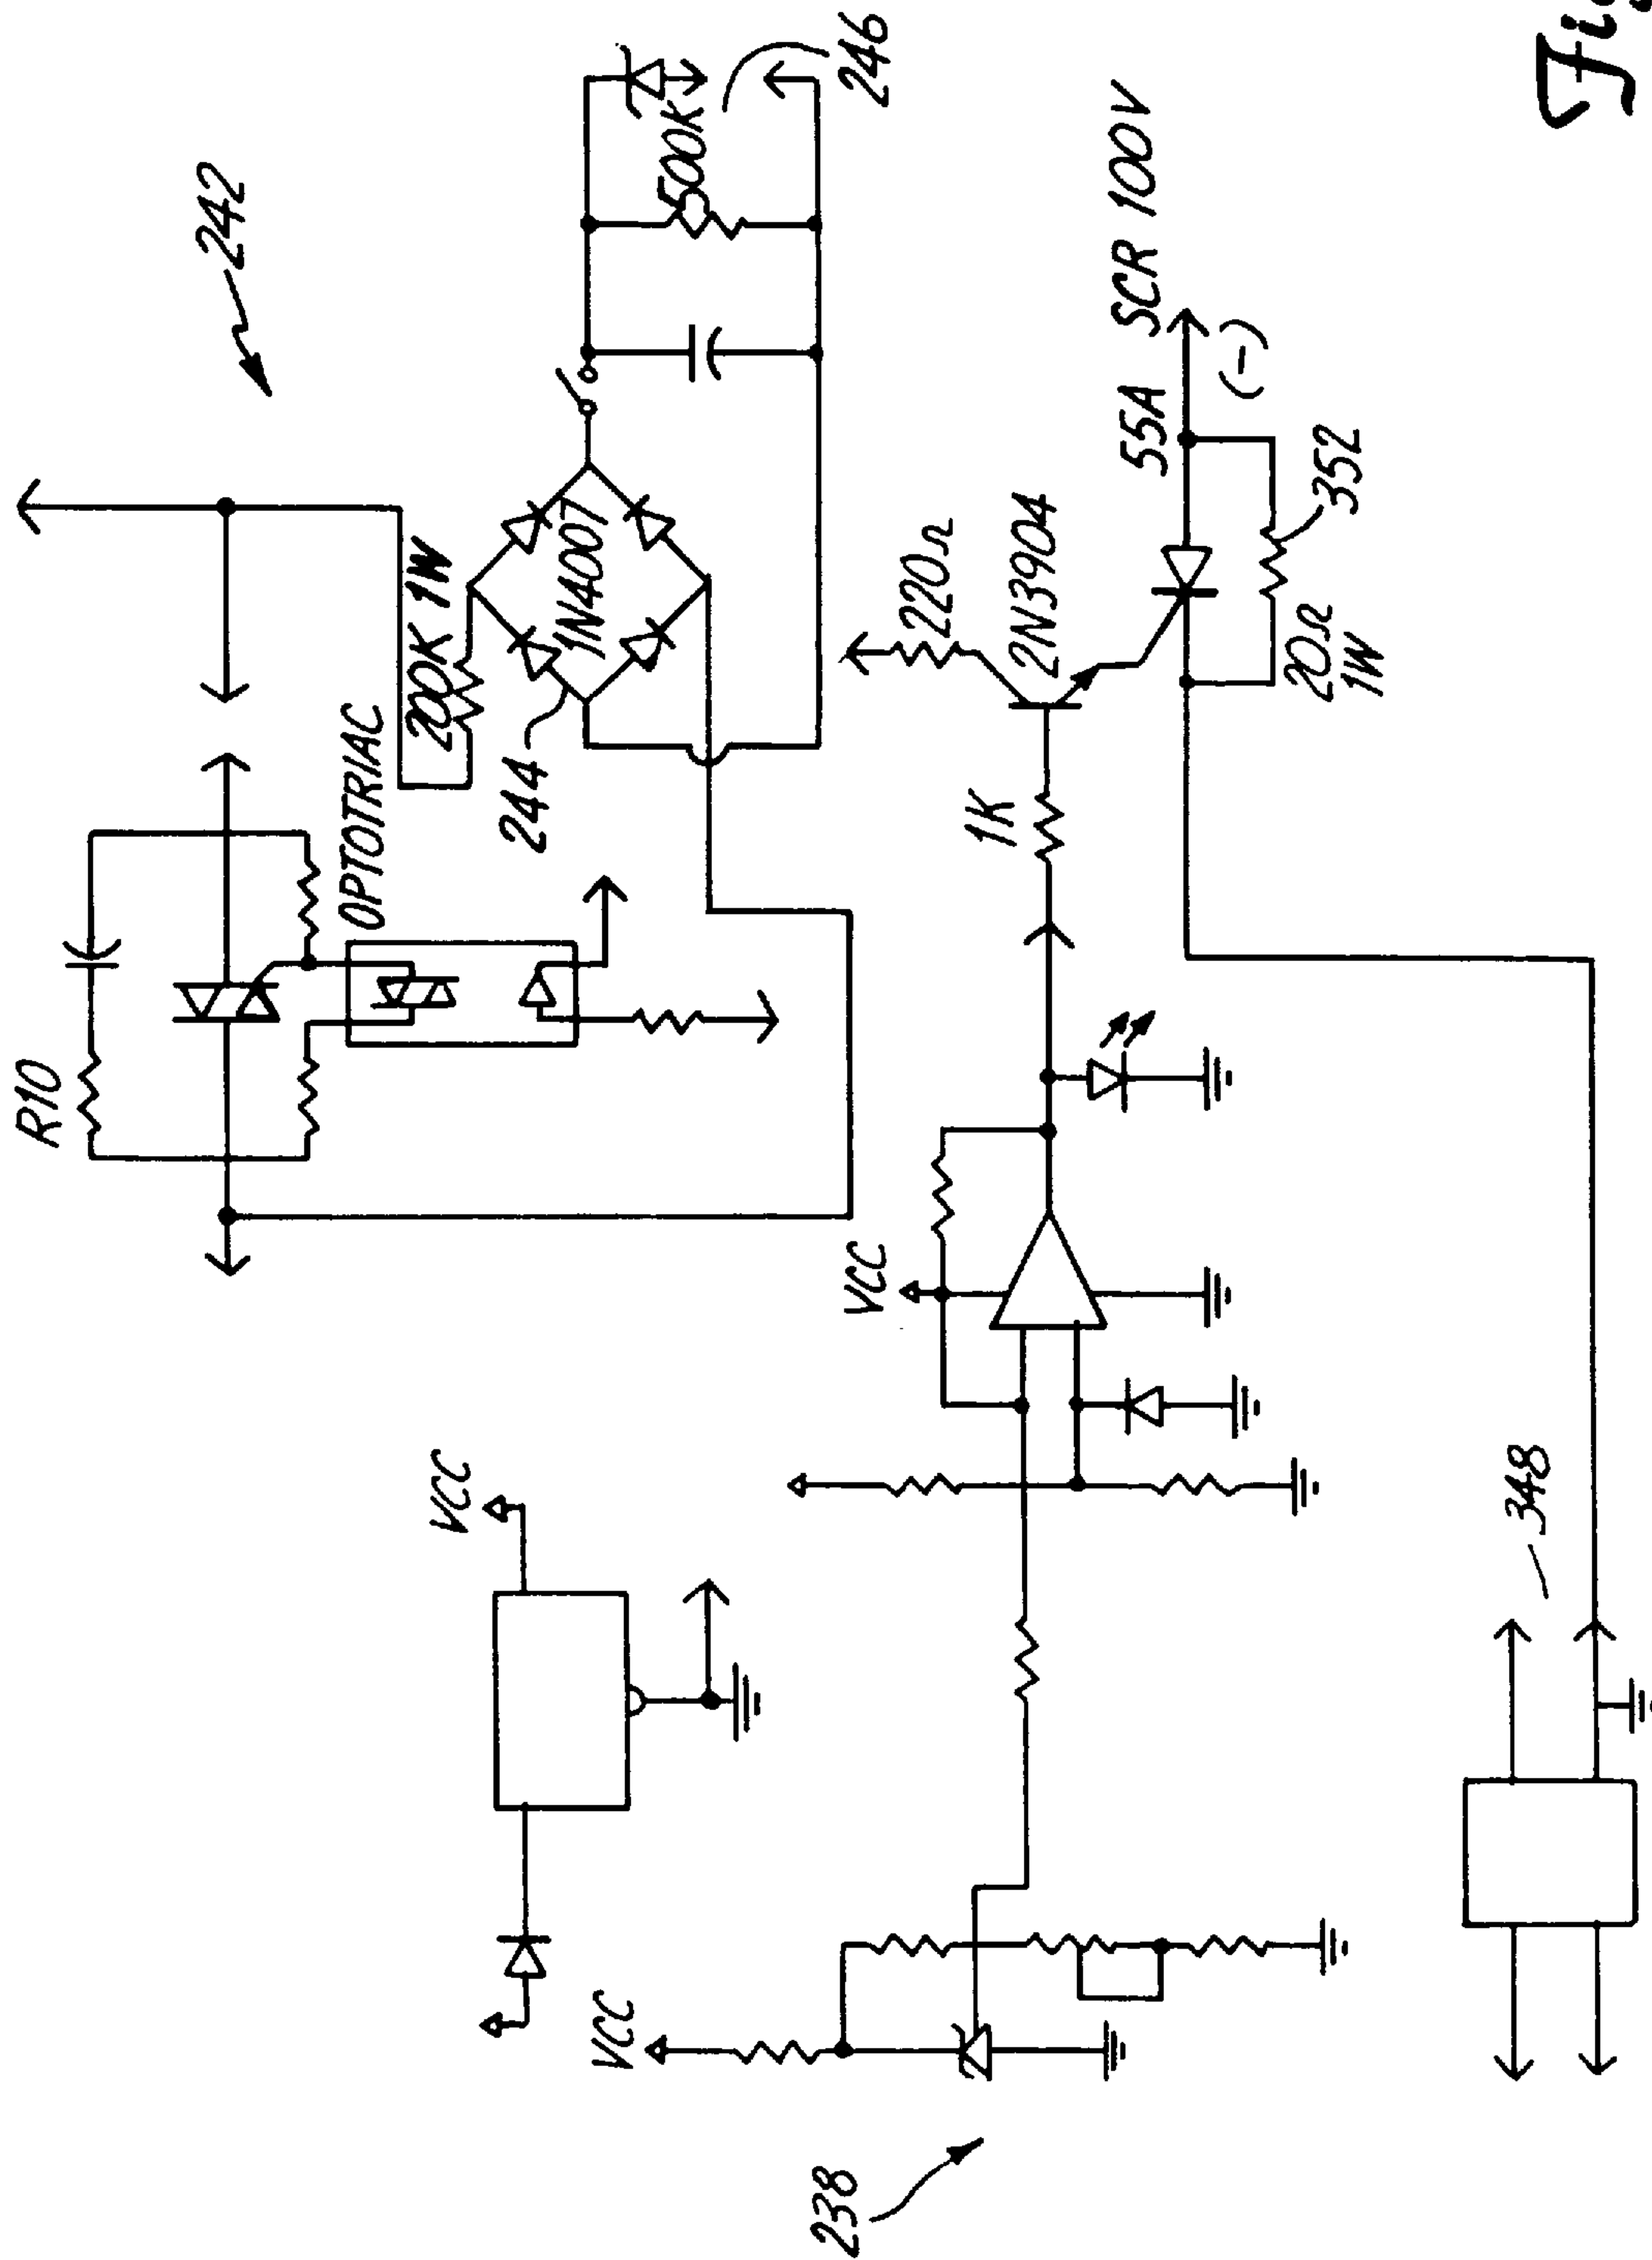 R10
OPTOTRIAC
242
200K 1W
1N4007
244
500K
246
VCC
VCC
VCC
1K
220Ω
2N3904
55A SCR 100V
(-)
20Ω
1W
352
238
348